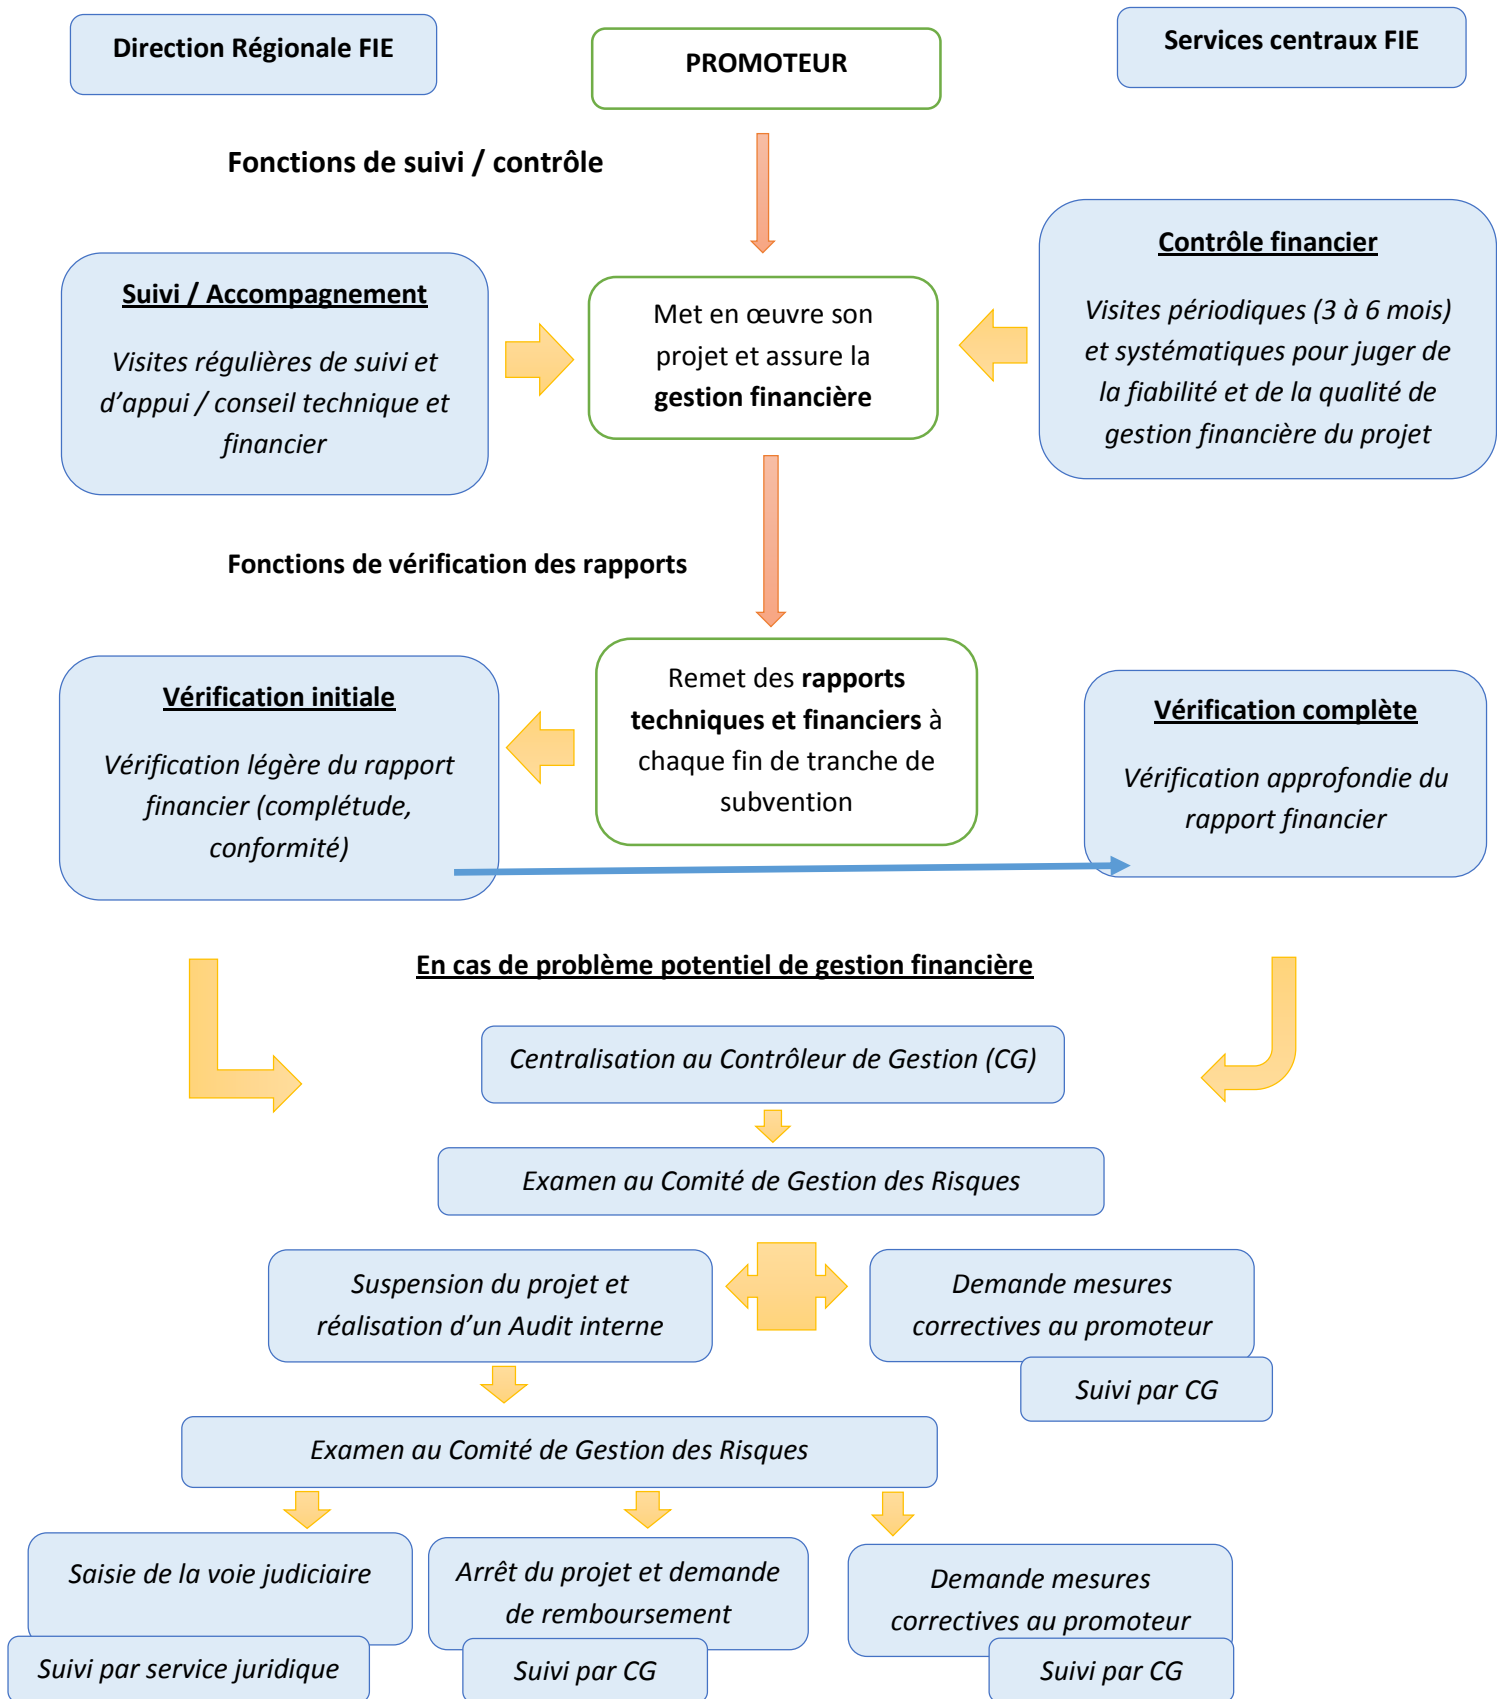 Direction Régionale FIE
PROMOTEUR
Services centraux FIE
Fonctions de suivi / contrôle
Suivi / Accompagnement
Visites régulières de suivi et
d’appui / conseil technique et
financier
Met en œuvre son
projet et assure la
gestion financière
Contrôle financier
Visites périodiques (3 à 6 mois)
et systématiques pour juger de
la fiabilité et de la qualité de
gestion financière du projet
Fonctions de vérification des rapports
Vérification initiale
Vérification légère du rapport
financier (complétude,
conformité)
Remet des rapports
techniques et financiers à
chaque fin de tranche de
subvention
Vérification complète
Vérification approfondie du
rapport financier
En cas de problème potentiel de gestion financière
Centralisation au Contrôleur de Gestion (CG)
Examen au Comité de Gestion des Risques
Suspension du projet et
réalisation d’un Audit interne
Demande mesures
correctives au promoteur
Suivi par CG
Examen au Comité de Gestion des Risques
Saisie de la voie judiciaire
Suivi par service juridique
Arrêt du projet et demande
de remboursement
Suivi par CG
Demande mesures
correctives au promoteur
Suivi par CG